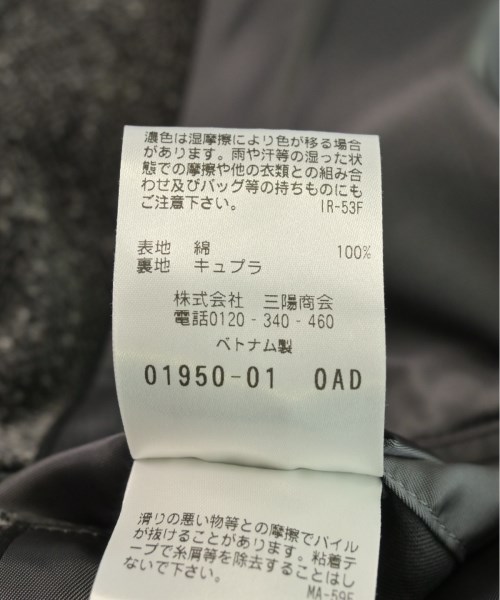 濃色は湿摩擦により色が移る場合
があります。雨や汗等の湿った状
態での摩擦や他の衣類との組み合
わせ及びバッグ等の持ちものにも
ご注意下さい。 IR-53F
表地 綿 100%
裏地 キュプラ
株式会社 三陽商会
電話0120-340-460
ベトナム製
01950-01 0AD
滑りの悪い物等との摩擦でパイル
が抜けることがあります。粘着テ
ープで糸屑等を除去することはし
ないで下さい。 MA-59F